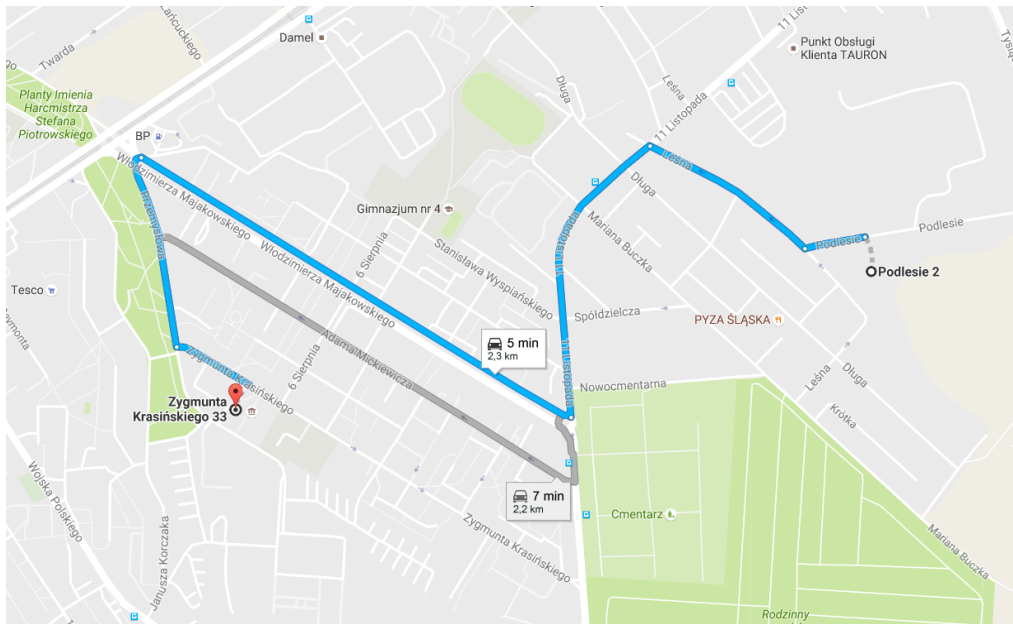 Łańcuckiego
11 Listopada
Damel
Twarda
Punkt Obsługi
Klienta TAURON
Długa
Leśna
Planty Imienia
Harcmistrza
Stefana
Piotrowskiego
11 Listopada
BP
Włodzimierza Majakowskiego
Leśna
Długa
Przemysłowa
Gimnazjum nr 4
Mariana Buczka
Podlesie
11 Listopada
Podlesie
6 Sierpnia
Włodzimierza Majakowskiego
Stanisława Wyspiańskiego
Podlesie 2
Tesco
Spółdzielcza
PYZA ŚLĄSKA
Adama Mickiewicza
5 min
2,3 km
Zygmunta Krasińskiego
6 Sierpnia
11 Listopada
Nowocmentarna
Leśna
Długa
Zygmunta
Krasińskiego 33
Krótka
7 min
2,2 km
Wojska Polskiego
Cmentarz
Zygmunta Krasińskiego
Janusza Korczaka
Mariana Buczka
Rodzinny